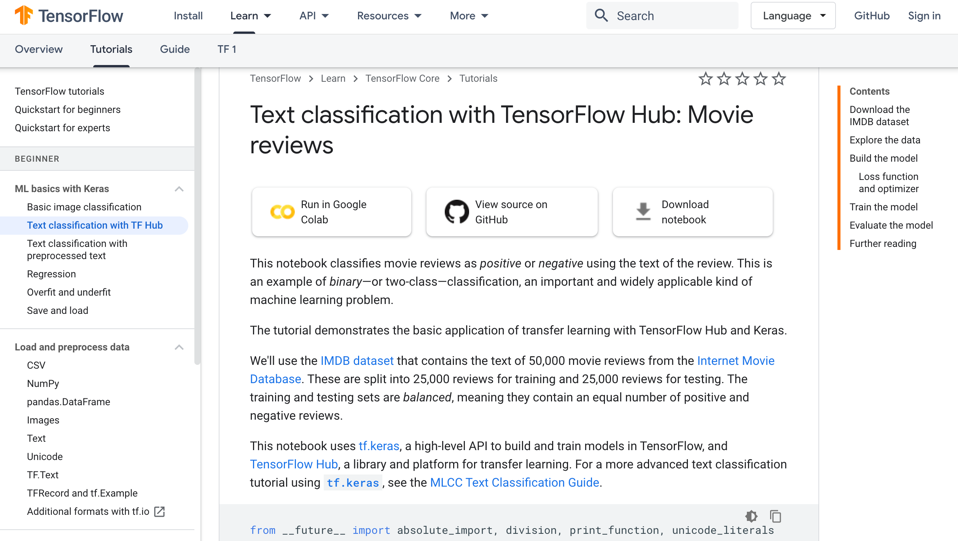 TensorFlow
Install
Learn
API
Resources
More
Search
Language
GitHub
Sign in
Overview
Tutorials
Guide
TF 1
TensorFlow tutorials
Quickstart for beginners
Quickstart for experts
BEGINNER
ML basics with Keras
Basic image classification
Text classification with TF Hub
Text classification with
preprocessed text
Regression
Overfit and underfit
Save and load
Load and preprocess data
CSV
NumPy
pandas.DataFrame
Images
Text
Unicode
TF.Text
TFRecord and tf.Example
Additional formats with tf.io
TensorFlow > Learn > TensorFlow Core > Tutorials
Text classification with TensorFlow Hub: Movie
reviews
Run in Google
Colab
View source on
GitHub
Download
notebook
This notebook classifies movie reviews as positive or negative using the text of the review. This is
an example of binary—or two-class—classification, an important and widely applicable kind of
machine learning problem.
The tutorial demonstrates the basic application of transfer learning with TensorFlow Hub and Keras.
We'll use the IMDB dataset that contains the text of 50,000 movie reviews from the Internet Movie
Database. These are split into 25,000 reviews for training and 25,000 reviews for testing. The
training and testing sets are balanced, meaning they contain an equal number of positive and
negative reviews.
This notebook uses tf.keras, a high-level API to build and train models in TensorFlow, and
TensorFlow Hub, a library and platform for transfer learning. For a more advanced text classification
tutorial using tf.keras, see the MLCC Text Classification Guide.
from __future__ import absolute_import, division, print_function, unicode_literals
Contents
Download the
IMDB dataset
Explore the data
Build the model
Loss function
and optimizer
Train the model
Evaluate the model
Further reading